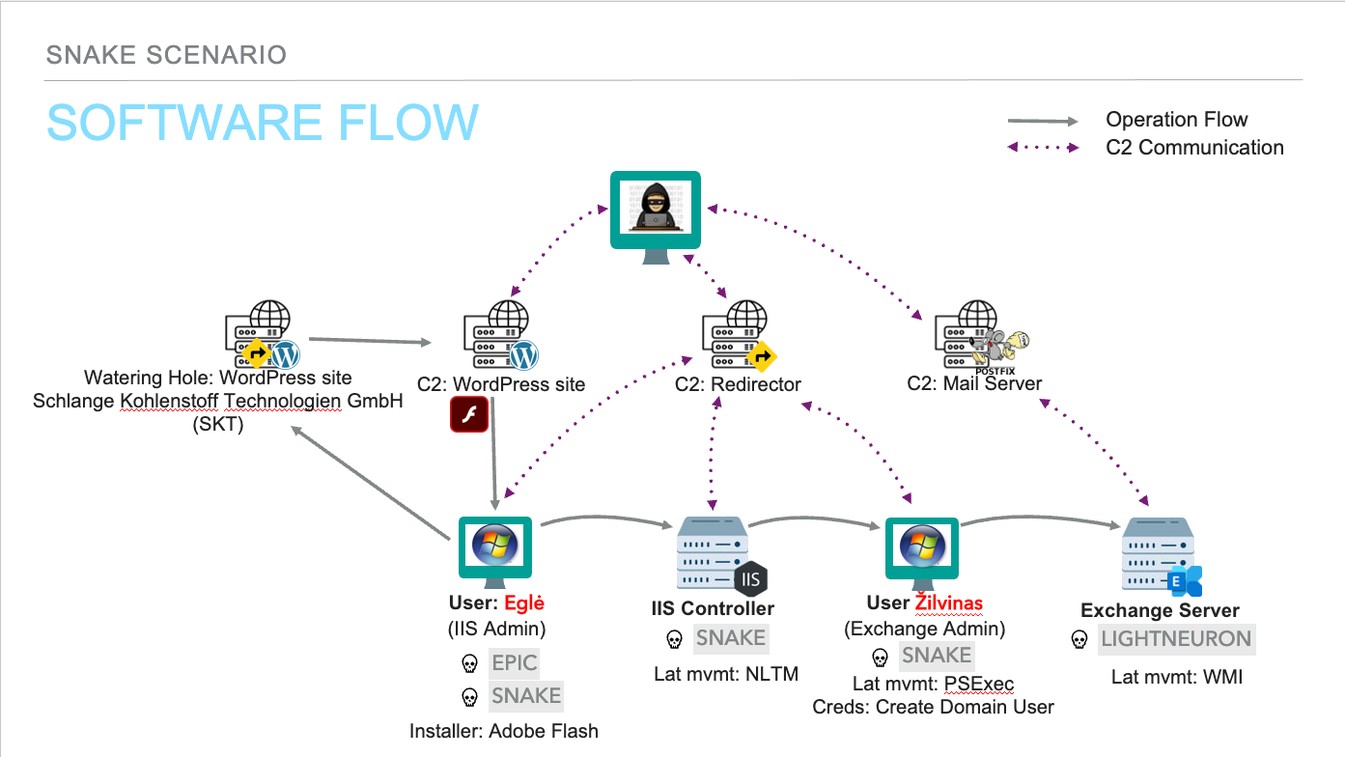 SNAKE SCENARIO
SOFTWARE FLOW
Operation Flow
C2 Communication
Watering Hole: WordPress site
Schlange Kohlenstoff Technologien GmbH
(SKT)
C2: WordPress site
C2: Redirector
POSTFIX
C2: Mail Server
IIS
E
User: Eglė
(IIS Admin)
EPIC
SNAKE
Installer: Adobe Flash
IIS Controller
SNAKE
Lat mvmt: NLTM
User Žilvinas
(Exchange Admin)
SNAKE
Lat mvmt: PSExec
Creds: Create Domain User
Exchange Server
LIGHTNEURON
Lat mvmt: WMI